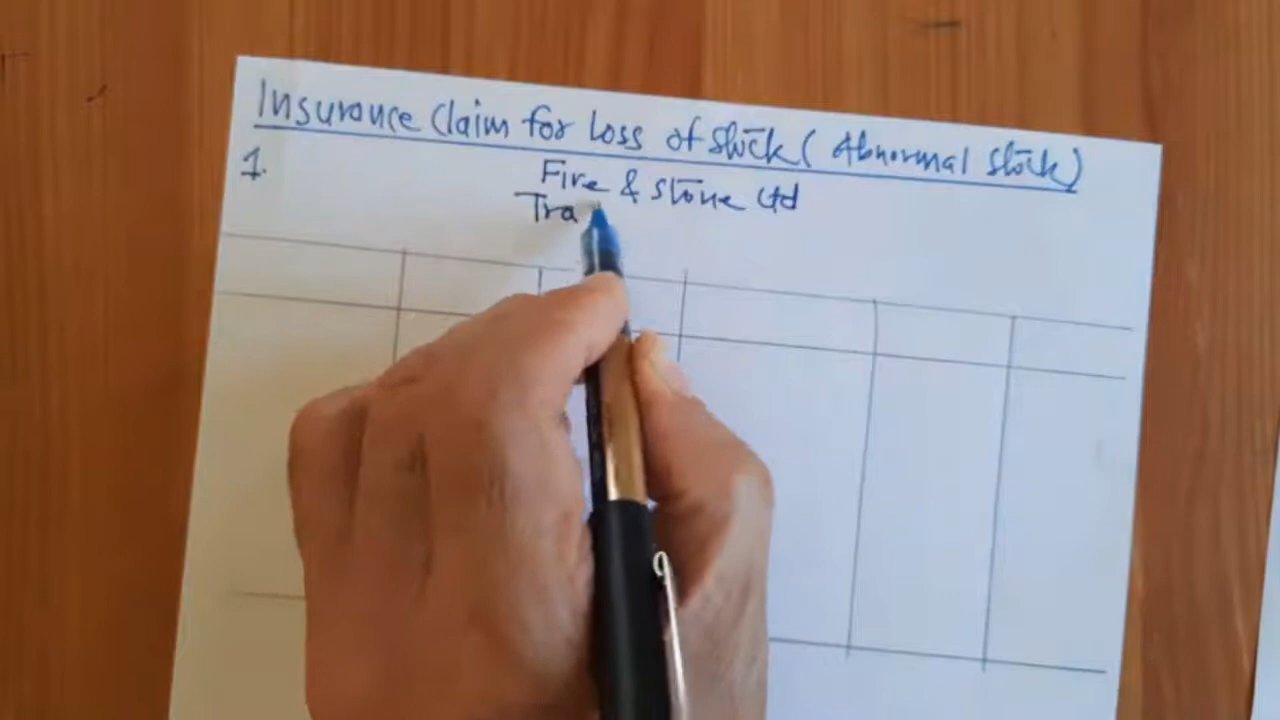 Insurance Claim for Loss of Stock (Abnormal Stock)
1. Fire & Stone Ltd
Tra